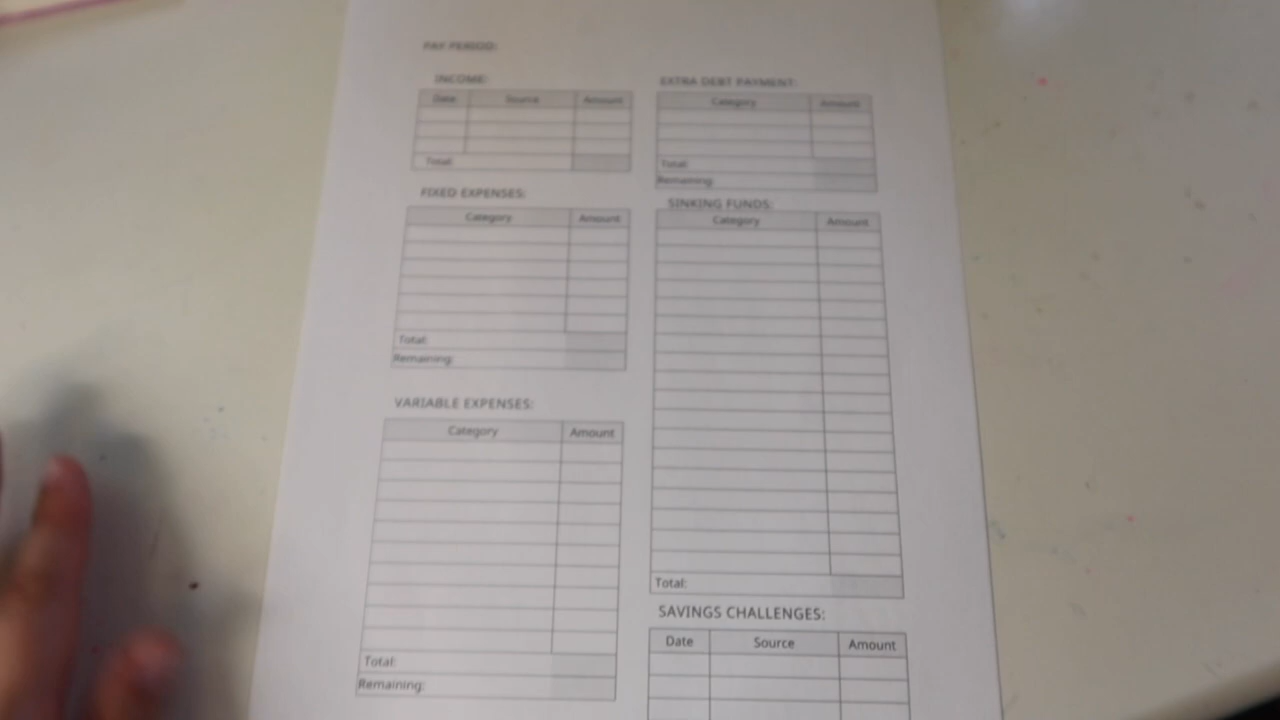 PAY PERIOD:
INCOME:
Date Source Amount
Total:
FIXED EXPENSES:
Category Amount
Total:
Remaining:
VARIABLE EXPENSES:
Category Amount
Total:
Remaining:
EXTRA DEBT PAYMENT:
Category Amount
Total:
Remaining:
SINKING FUNDS:
Category Amount
Total:
SAVINGS CHALLENGES:
Date Source Amount